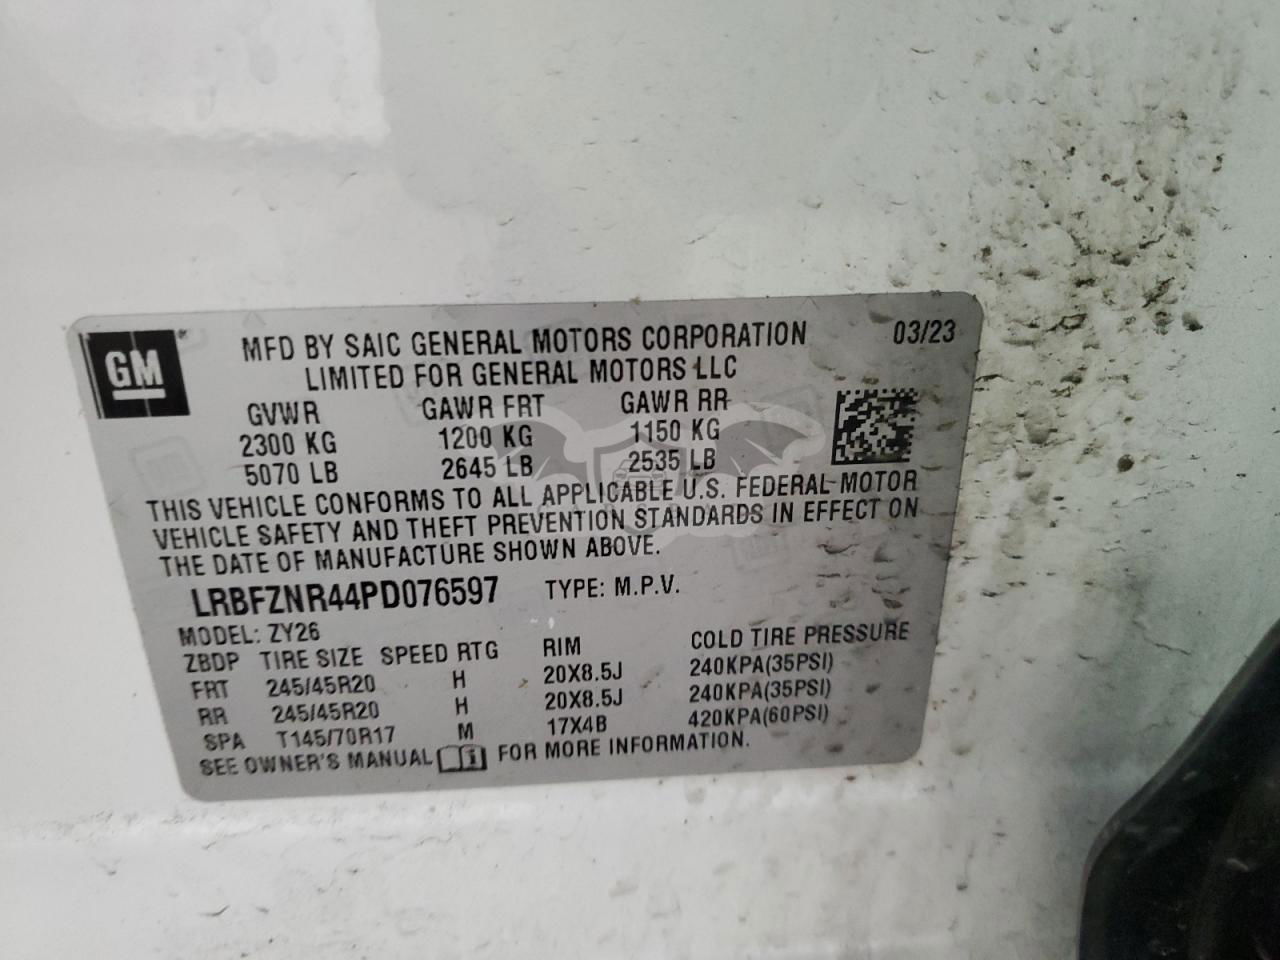 GM
MFD BY SAIC GENERAL MOTORS CORPORATION 03/23
LIMITED FOR GENERAL MOTORS LLC
GVWR GAWR FRT GAWR RR
2300 KG 1200 KG 1150 KG
5070 LB 2645 LB 2535 LB
THIS VEHICLE CONFORMS TO ALL APPLICABLE U.S. FEDERAL MOTOR
VEHICLE SAFETY AND THEFT PREVENTION STANDARDS IN EFFECT ON
THE DATE OF MANUFACTURE SHOWN ABOVE.
LRBFZNR44PD076597 TYPE: M.P.V.
MODEL: ZY26
ZBDP TIRE SIZE SPEED RTG RIM COLD TIRE PRESSURE
FRT 245/45R20 H 20X8.5J 240KPA(35PSI)
RR 245/45R20 H 20X8.5J 240KPA(35PSI)
SPA T145/70R17 M 17X4B 420KPA(60PSI)
SEE OWNER'S MANUAL FOR MORE INFORMATION.